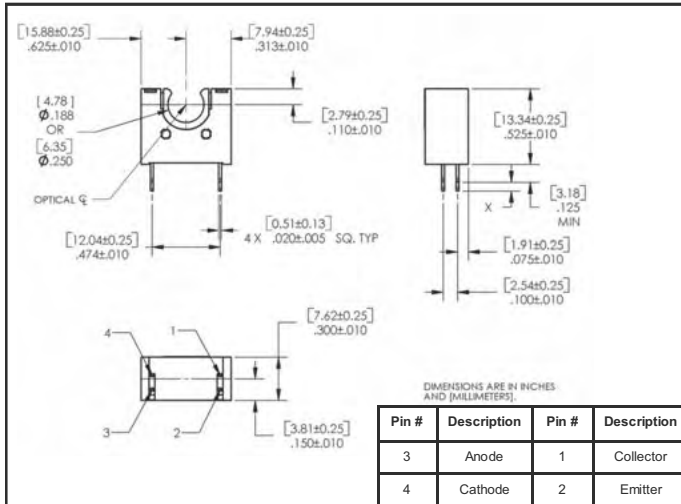 [15.88±0.25]
.625±.010
[7.94±0.25]
.313±.010
[4.78]
Ø.188
OR
[6.35]
Ø.250
OPTICAL ℄
[2.79±0.25]
.110±.010
[13.34±0.25]
.525±.010
[3.18]
.125
MIN
X
[0.51±0.13]
4 X .020±.005 SQ. TYP
[12.04±0.25]
.474±.010
[1.91±0.25]
.075±.010
[2.54±0.25]
.100±.010
[7.62±0.25]
.300±.010
4
1
3
2
[3.81±0.25]
.150±.010
DIMENSIONS ARE IN INCHES
AND [MILLIMETERS].
Pin # Description Pin # Description
3 Anode 1 Collector
4 Cathode 2 Emitter